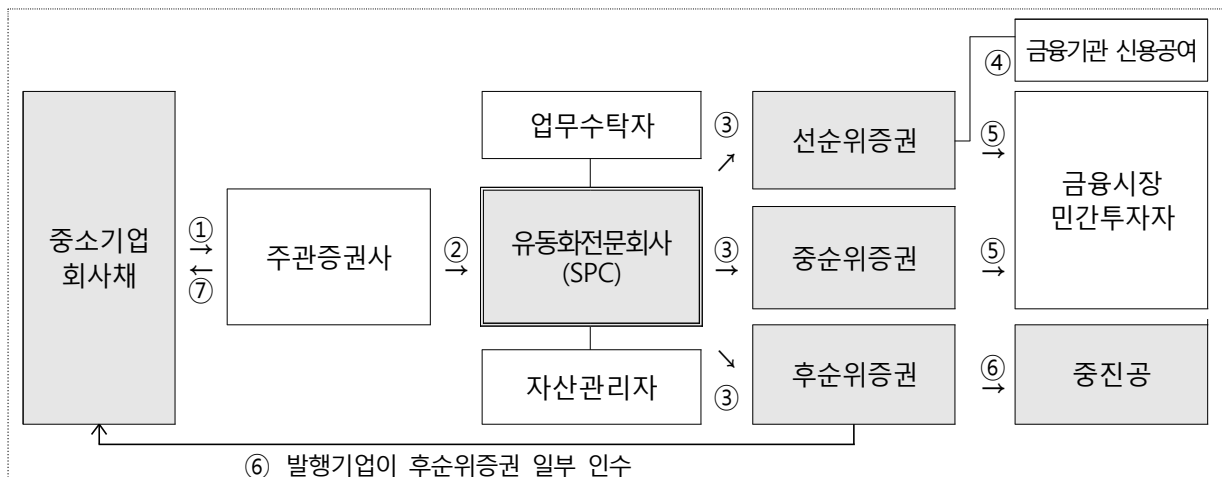 금융기관 신용공여
④
업무수탁자
③
↗
선순위증권
⑤
→
금융시장
민간투자자
중소기업
회사채
①
→
←
⑦
주관증권사
②
→
유동화전문회사
(SPC)
③
→
중순위증권
⑤
→
자산관리자
↘
③
후순위증권
⑥
→
중진공
⑥ 발행기업이 후순위증권 일부 인수